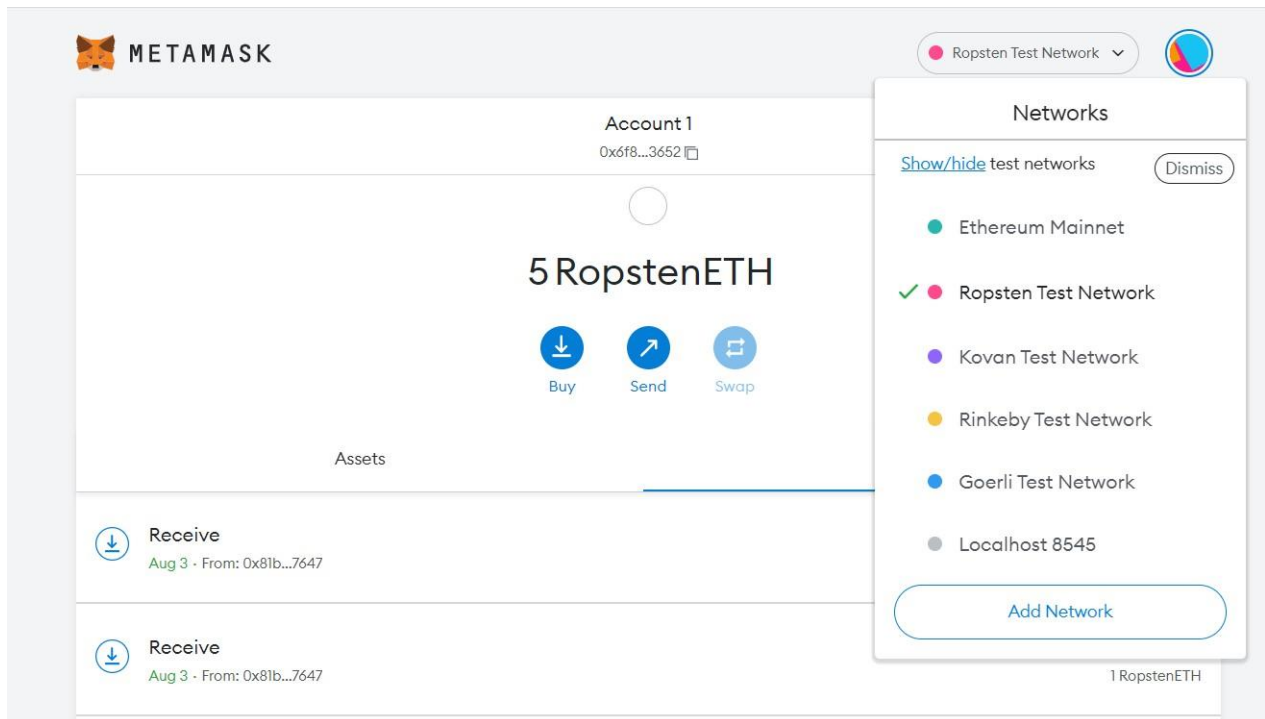 METAMASK
Ropsten Test Network
Account 1
0x6f8...3652
5 RopstenETH
Buy
Send
Swap
Assets
Receive
Aug 3 · From: 0x81b...7647
Receive
Aug 3 · From: 0x81b...7647
1 RopstenETH
Networks
Show/hide test networks
Dismiss
Ethereum Mainnet
Ropsten Test Network
Kovan Test Network
Rinkeby Test Network
Goerli Test Network
Localhost 8545
Add Network